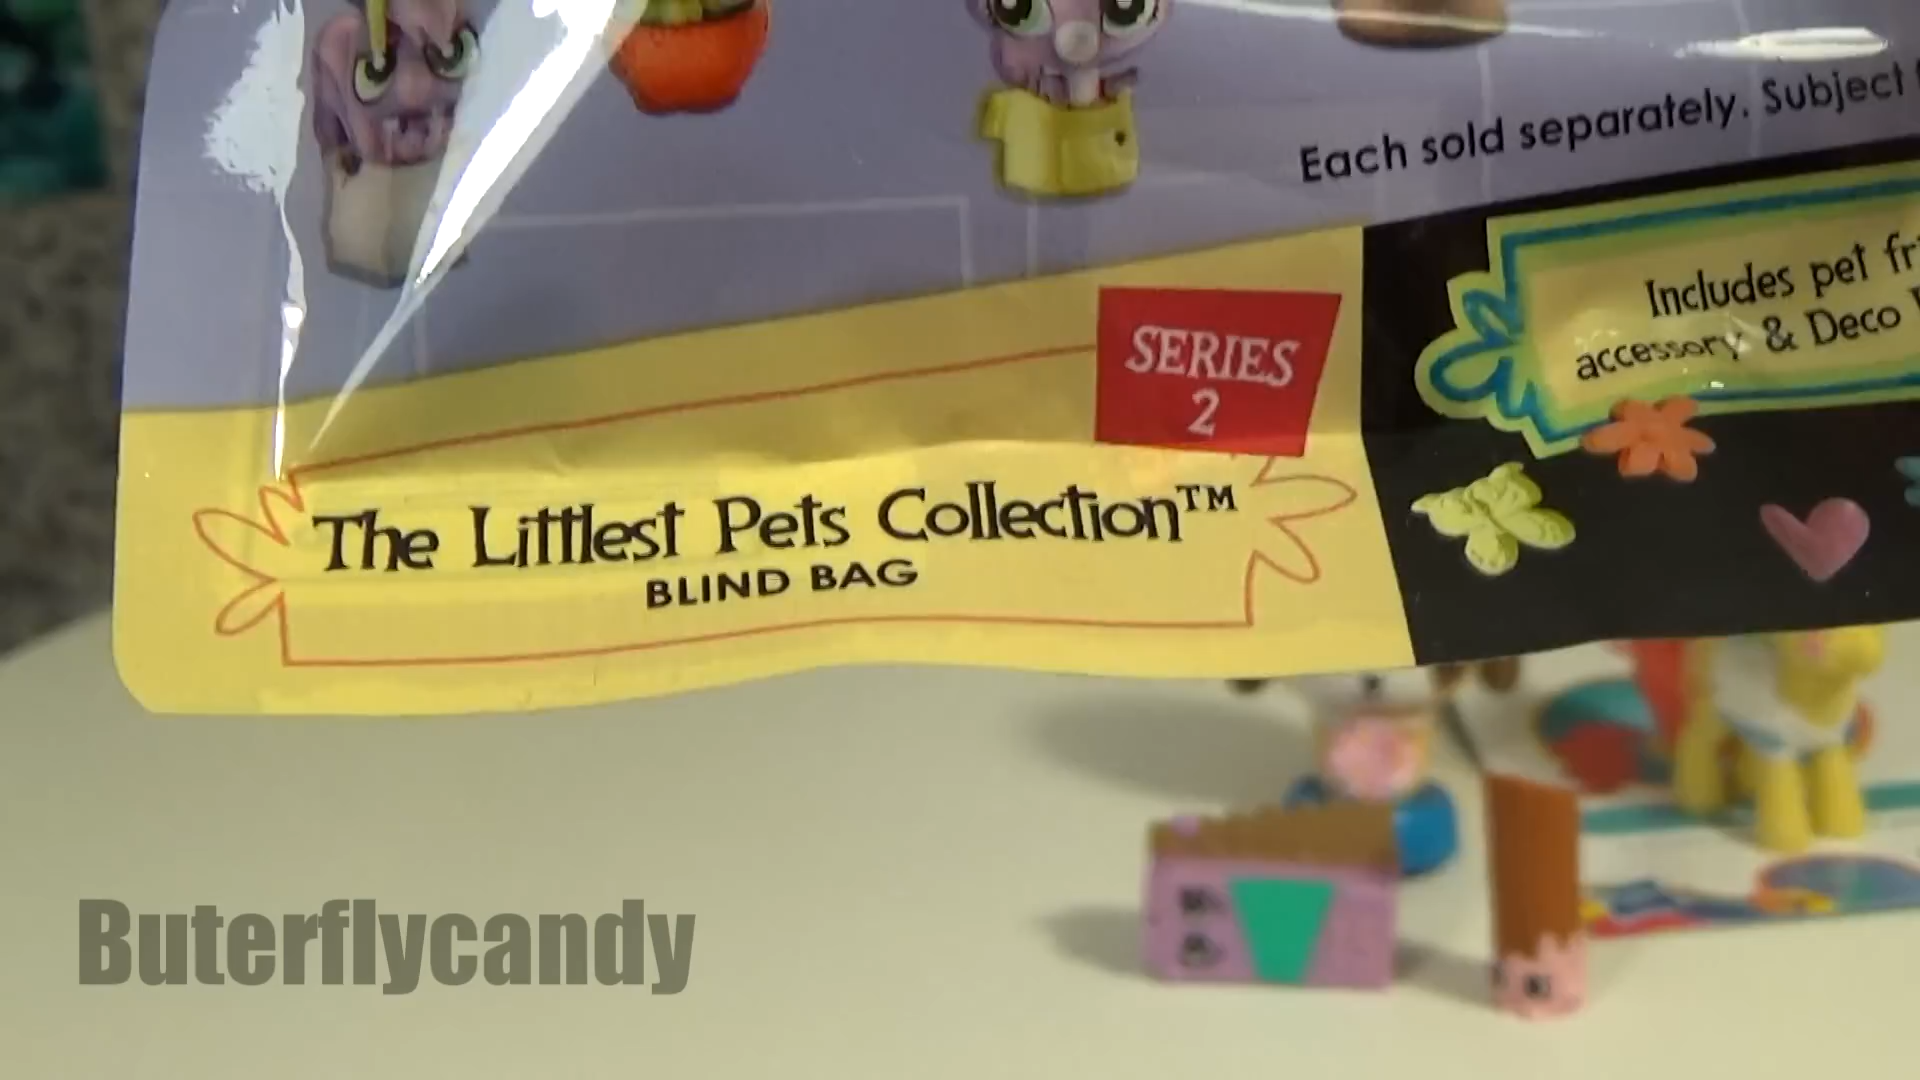 Each sold separately. Subject
SERIES
2
Includes pet
accessory & Deco
The Littlest Pets Collection™
BLIND BAG
Buterflycandy